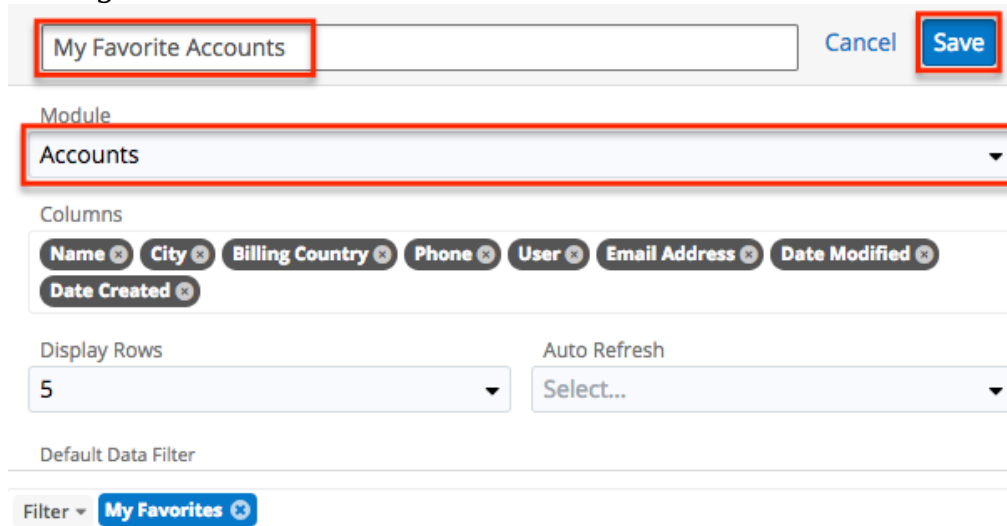 My Favorite Accounts Cancel Save
Module
Accounts
Columns
Name City Billing Country Phone User Email Address Date Modified
Date Created
Display Rows Auto Refresh
5 Select...
Default Data Filter
Filter My Favorites